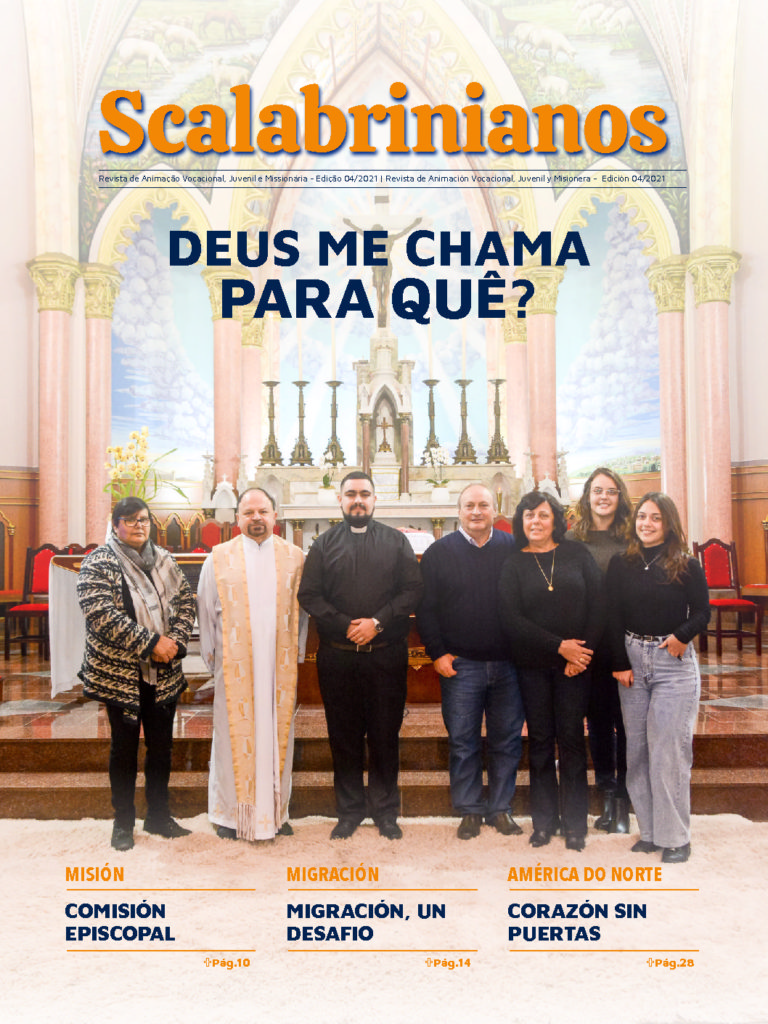 Scalabrinianos
Revista de Animação Vocacional, Juvenil e Missionária - Edição 04/2021 | Revista de Animación Vocacional, Juvenil y Misionera - Edición 04/2021
DEUS ME CHAMA
PARA QUÊ?
MISIÓN
COMISIÓN
EPISCOPAL
Pág.10
MIGRACIÓN
MIGRACIÓN, UN
DESAFIO
Pág.14
AMÉRICA DO NORTE
CORAZÓN SIN
PUERTAS
Pág.28